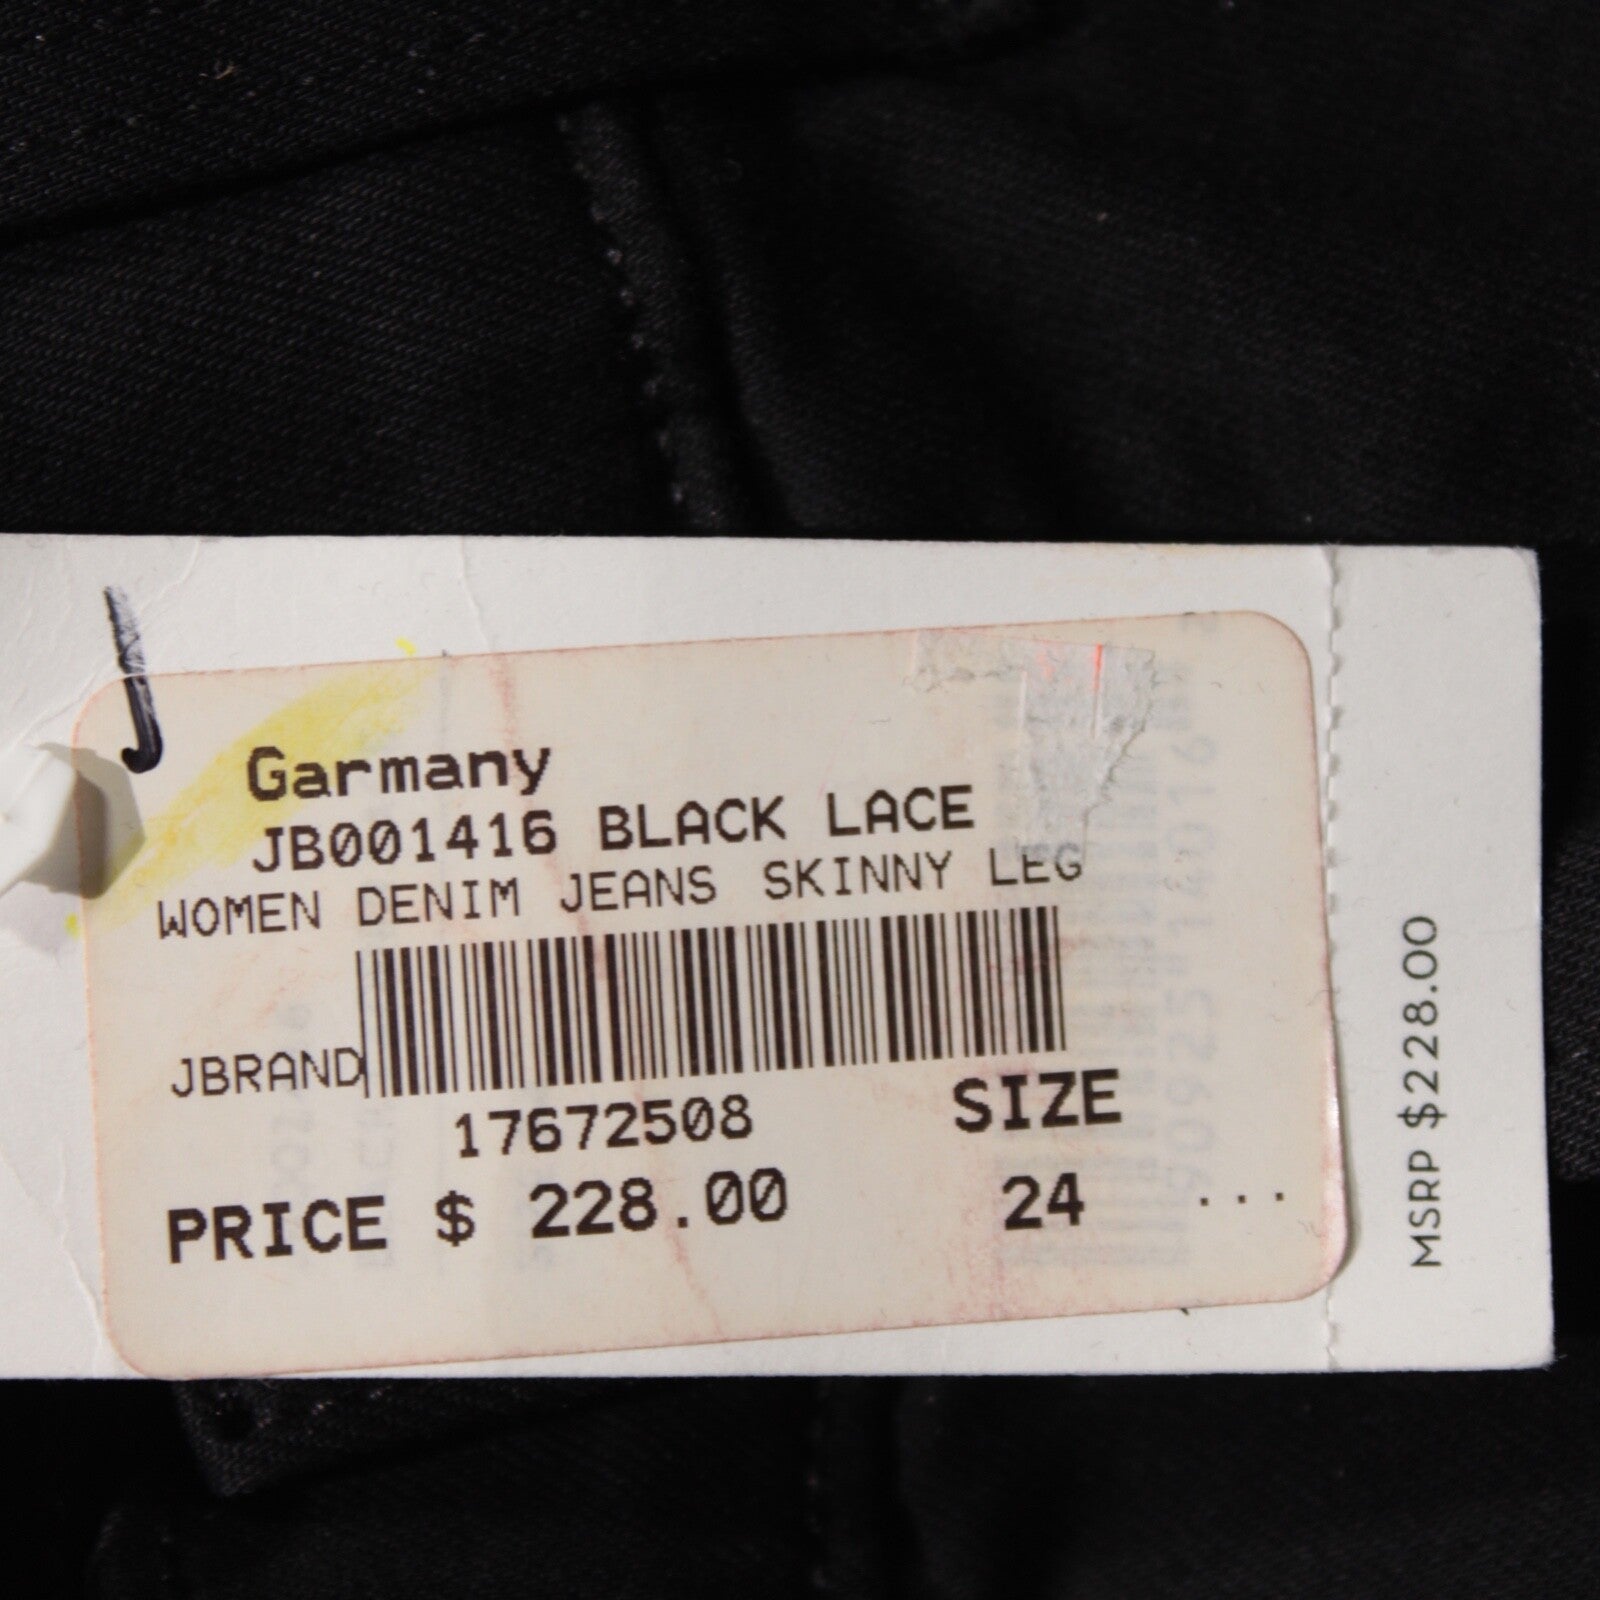 J
Garmany
JB001416 BLACK LACE
WOMEN DENIM JEANS SKINNY LEG
JBRAND
17672508
SIZE
PRICE $ 228.00
24 ...
MSRP $228.00